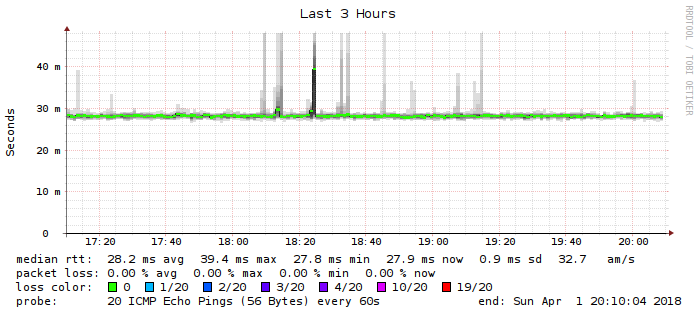 Last 3 Hours
RRDTOOL / TOBI OETIKER
Seconds
40 m
30 m
20 m
10 m
0
17:20 17:40 18:00 18:20 18:40 19:00 19:20 19:40 20:00
median rtt: 28.2 ms avg 39.4 ms max 27.8 ms min 27.9 ms now 0.9 ms sd 32.7 am/s
packet loss: 0.00 % avg 0.00 % max 0.00 % min 0.00 % now
loss color: 0 1/20 2/20 3/20 4/20 10/20 19/20
probe: 20 ICMP Echo Pings (56 Bytes) every 60s end: Sun Apr 1 20:10:04 2018